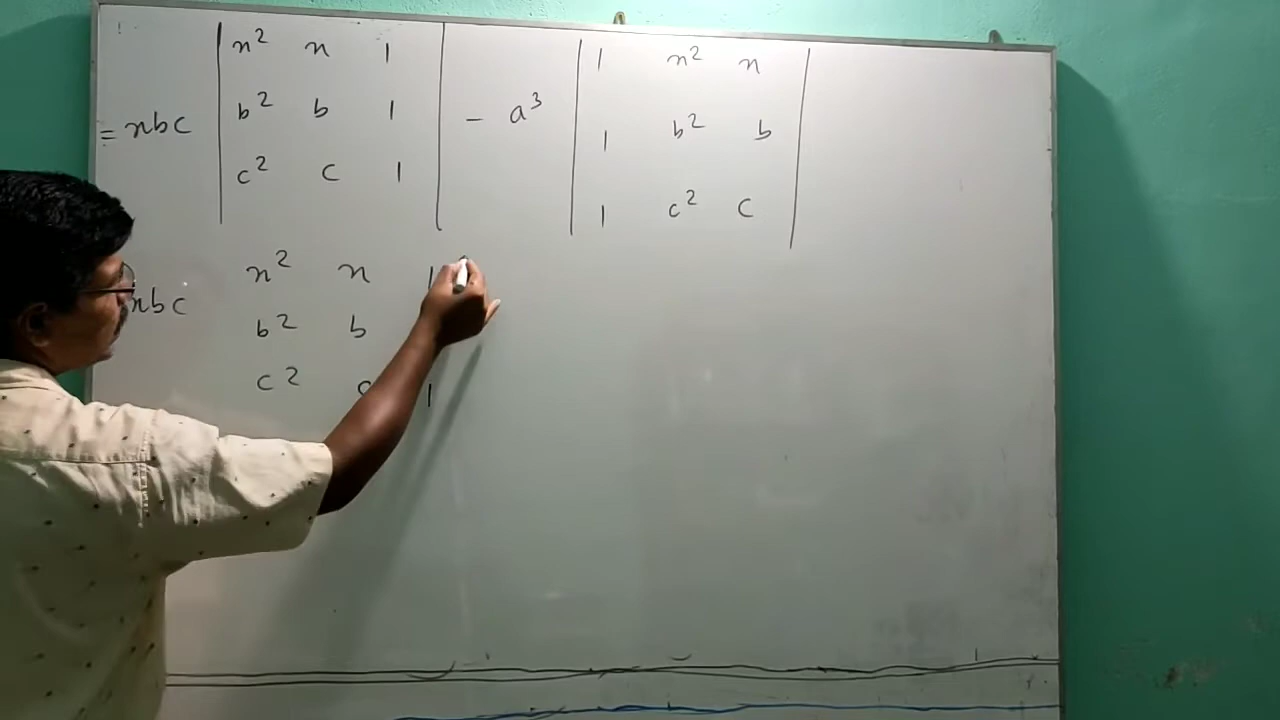 = xbc | x² x 1 | - a³ | 1 x² x |
| b² b 1 | | 1 b² b |
| c² c 1 | | 1 c² c |
xbc x² x 1
b² b
c² c 1